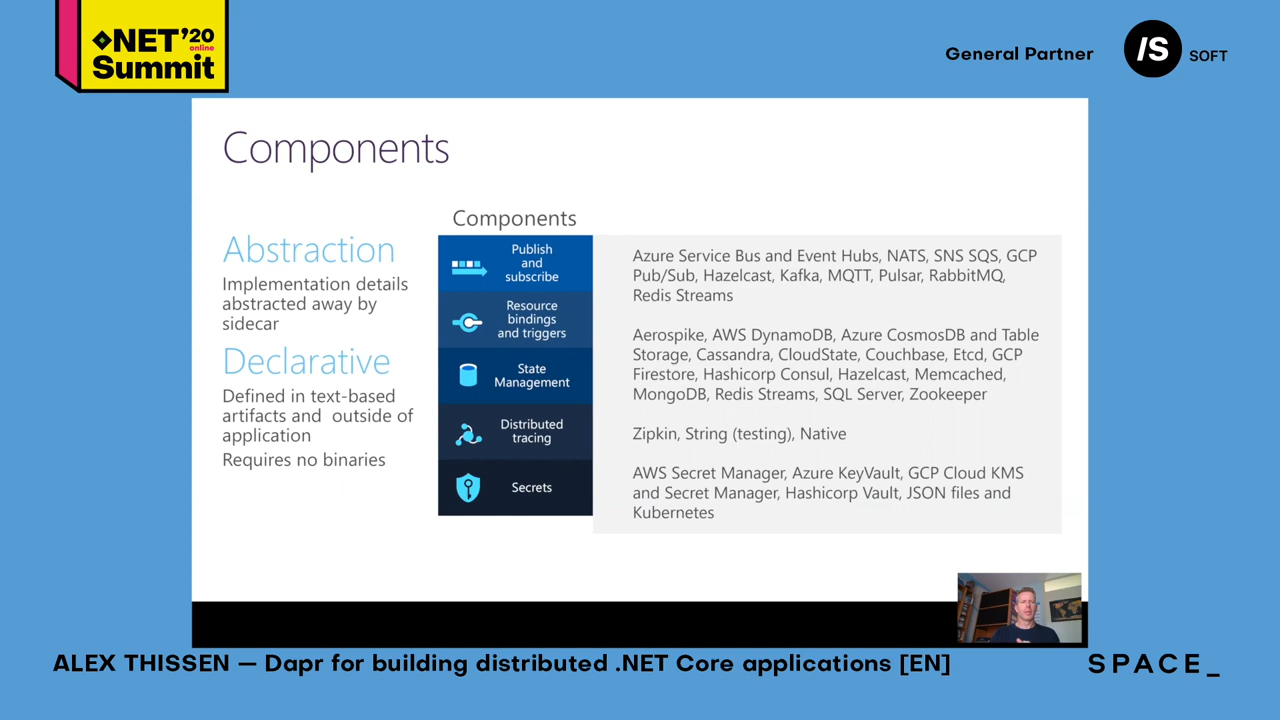 .NET'20
online
Summit
General Partner
/S SOFT
Components
Components
Abstraction
Implementation details
abstracted away by
sidecar
Declarative
Defined in text-based
artifacts and outside of
application
Requires no binaries
Publish
and
subscribe
Resource
bindings
and triggers
State
Management
Distributed
tracing
Secrets
Azure Service Bus and Event Hubs, NATS, SNS SQS, GCP
Pub/Sub, Hazelcast, Kafka, MQTT, Pulsar, RabbitMQ,
Redis Streams
Aerospike, AWS DynamoDB, Azure CosmosDB and Table
Storage, Cassandra, CloudState, Couchbase, Etcd, GCP
Firestore, Hashicorp Consul, Hazelcast, Memcached,
MongoDB, Redis Streams, SQL Server, Zookeeper
Zipkin, String (testing), Native
AWS Secret Manager, Azure KeyVault, GCP Cloud KMS
and Secret Manager, Hashicorp Vault, JSON files and
Kubernetes
ALEX THISSEN — Dapr for building distributed .NET Core applications [EN]
SPACE_